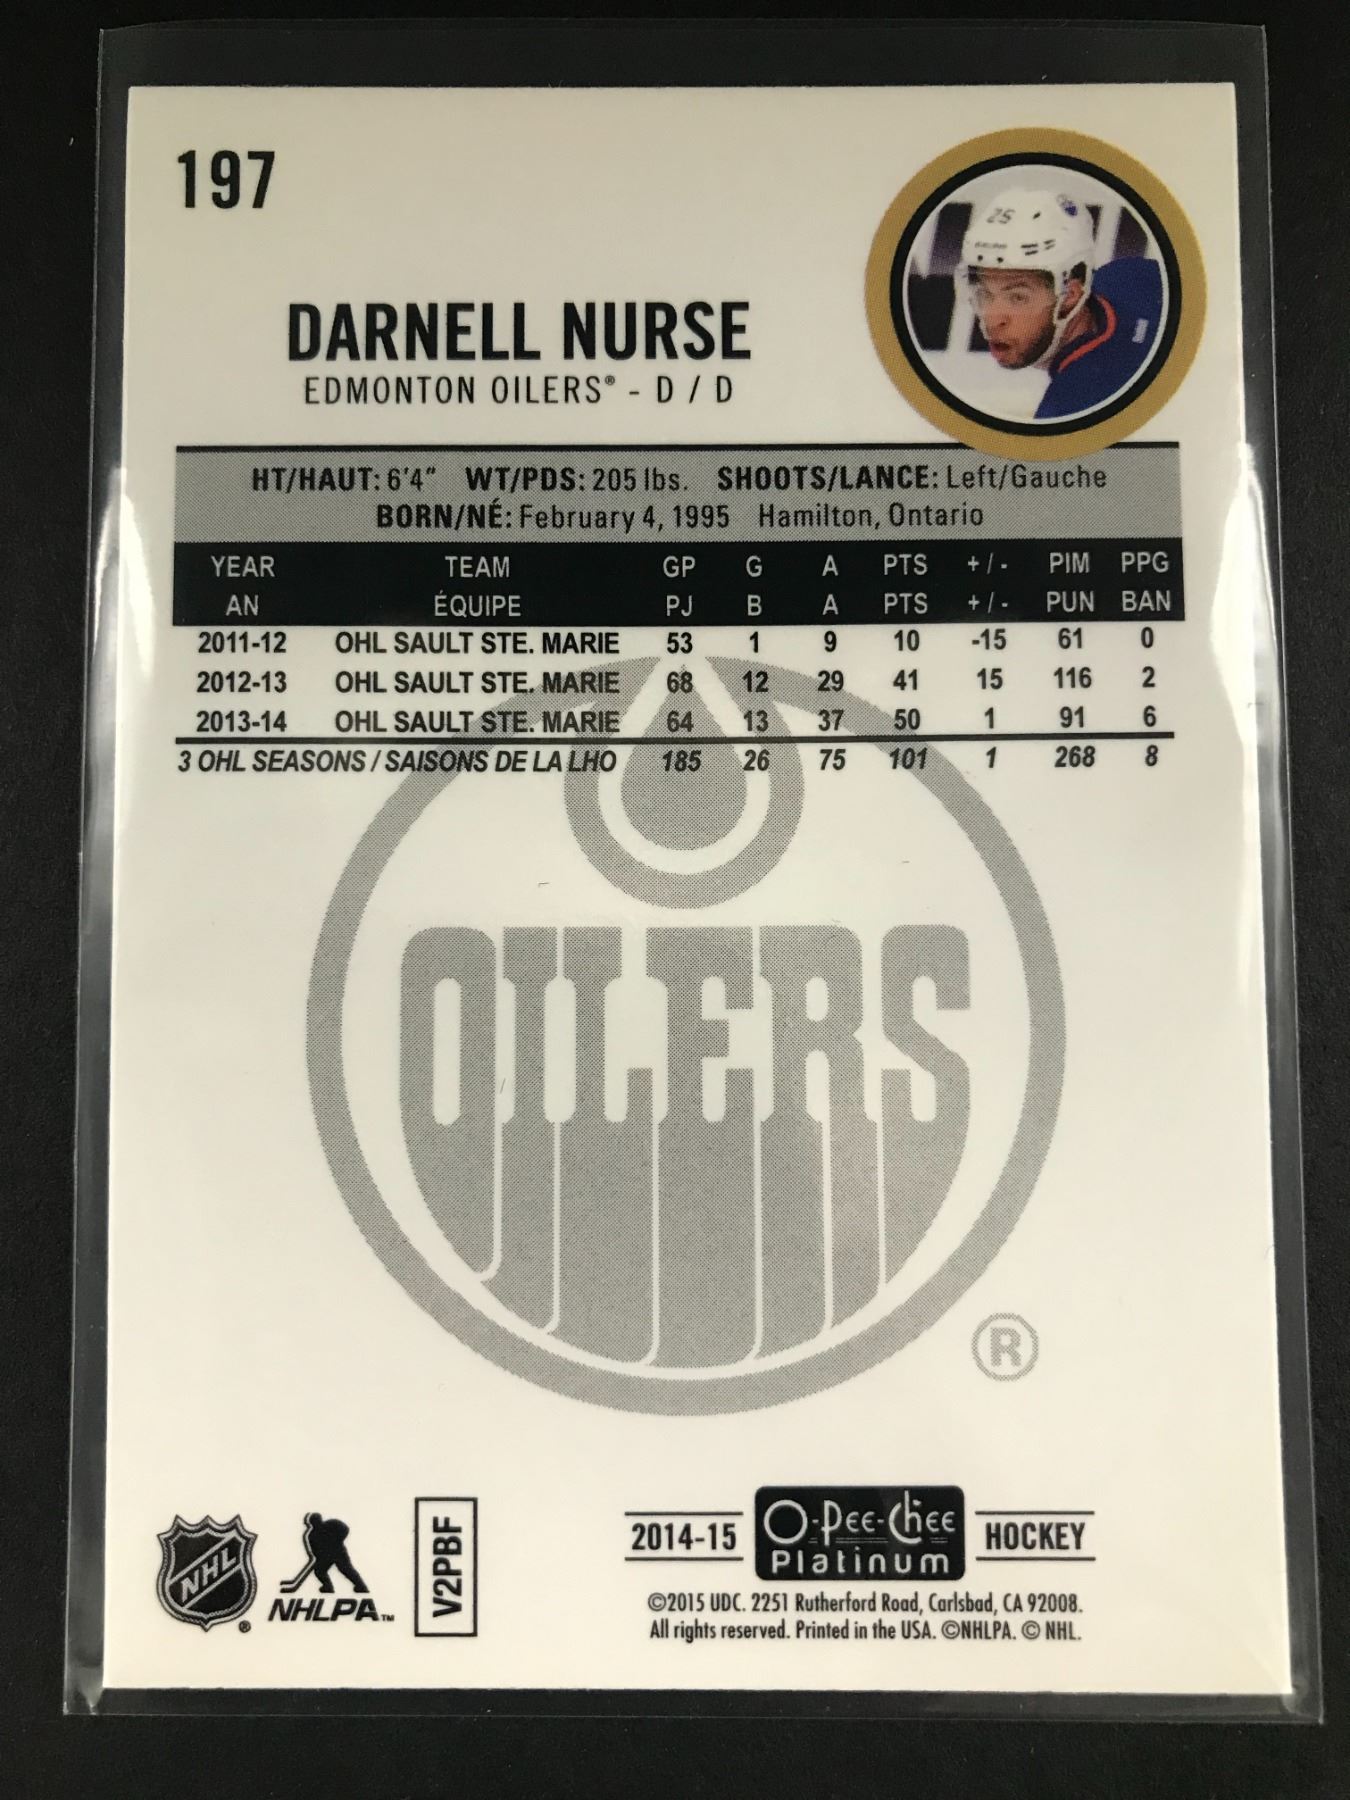 197
25
DARNELL NURSE
EDMONTON OILERS® - D / D
HT/HAUT: 6'4" WT/PDS: 205 lbs. SHOOTS/LANCE: Left/Gauche
BORN/NÉ: February 4, 1995 Hamilton, Ontario
YEAR TEAM GP G A PTS +/- PIM PPG
AN ÉQUIPE PJ B A PTS +/- PUN BAN
2011-12 OHL SAULT STE. MARIE 53 1 9 10 -15 61 0
2012-13 OHL SAULT STE. MARIE 68 12 29 41 15 116 2
2013-14 OHL SAULT STE. MARIE 64 13 37 50 1 91 6
3 OHL SEASONS / SAISONS DE LA LHO 185 26 75 101 1 268 8
OILERS
®
NHL®
NHLPA™
V2PBF
2014-15 O-Pee-Chee Platinum HOCKEY
©2015 UDC. 2251 Rutherford Road, Carlsbad, CA 92008.
All rights reserved. Printed in the USA. ©NHLPA. © NHL.